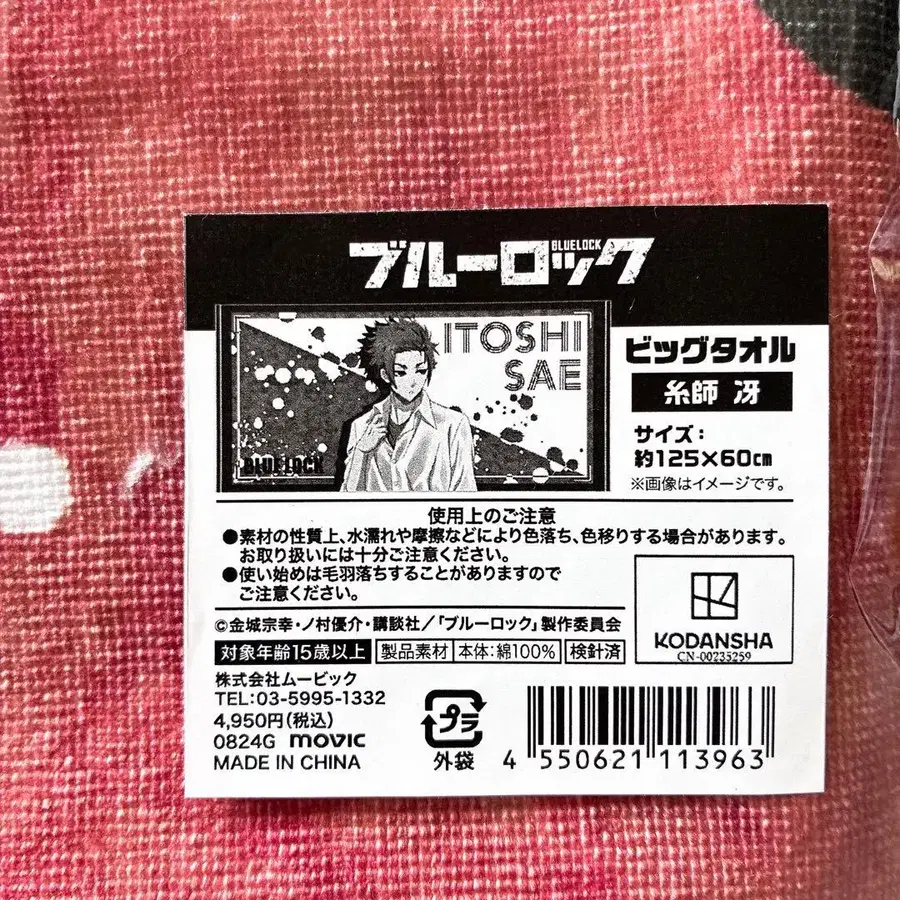 ブルーロック
BLUELOCK
ITOSHI
SAE
BLUELOCK
ビッグタオル
糸師 冴
サイズ：
約125×60cm
※画像はイメージです。
使用上のご注意
●素材の性質上、水濡れや摩擦などにより色落ち、色移りする場合があります。
お取り扱いには十分ご注意ください。
●使い始めは毛羽落ちすることがありますので
ご注意ください。
©金城宗幸・ノ村優介・講談社／「ブルーロック」製作委員会
対象年齢15歳以上 製品素材 本体：綿100% 検針済
KODANSHA
CN-00235259
株式会社ムービック
TEL：03-5995-1332
4,950円（税込）
0824G movic
MADE IN CHINA
プラ
外袋
4 550621 113963